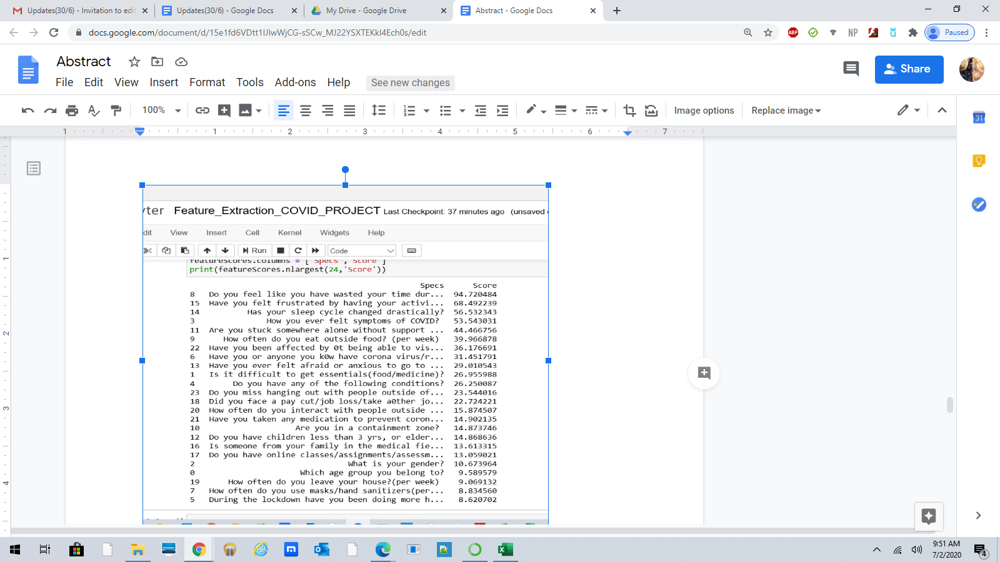 Updates(30/6) - Invitation to edit
Updates(30/6) - Google Docs
My Drive - Google Drive
Abstract - Google Docs
docs.google.com/document/d/15e1fd6VDtt1IJIwWjCG-sSCw_MJ22YSXTEKkl4Ech0s/edit
ABP
NP
Paused
Abstract
Share
File Edit View Insert Format Tools Add-ons Help
See new changes
100%
Image options
Replace image
31
1 1 2 3 4 5 6 7
yter Feature_Extraction_COVID_PROJECT Last Checkpoint: 37 minutes ago (unsaved
dit View Insert Cell Kernel Widgets Help
Run
Code
featureScores.columns = ['Specs','Score']
print(featureScores.nlargest(24,'Score'))
Specs Score
8 Do you feel like you have wasted your time dur... 94.720484
15 Have you felt frustrated by having your activi... 68.492239
14 Has your sleep cycle changed drastically? 56.532343
3 How you ever felt symptoms of COVID? 53.543031
11 Are you stuck somewhere alone without support ... 44.466756
9 How often do you eat outside food? (per week) 39.966878
22 Have you been affected by 0t being able to vis... 36.176691
6 Have you or anyone you k0w have corona virus/r... 31.451791
13 Have you ever felt afraid or anxious to go to ... 29.010543
1 Is it difficult to get essentials(food/medicine)? 26.955988
4 Do you have any of the following conditions? 26.250087
23 Do you miss hanging out with people outside of... 23.544016
18 Did you face a pay cut/job loss/take a0ther jo... 22.724221
20 How often do you interact with people outside ... 15.874507
21 Have you taken any medication to prevent coron... 14.902135
10 Are you in a containment zone? 14.873746
12 Do you have children less than 3 yrs, or elder... 14.868636
16 Is someone from your family in the medical fie... 13.613315
17 Do you have online classes/assignments/assessm... 13.059021
2 What is your gender? 10.673964
0 Which age group you belong to? 9.589579
19 How often do you leave your house?(per week) 9.069132
7 How often do you use masks/hand sanitizers(per... 8.834560
5 During the lockdown have you been doing more h... 8.620702
1
2
3
4
9:51 AM
7/2/2020
4